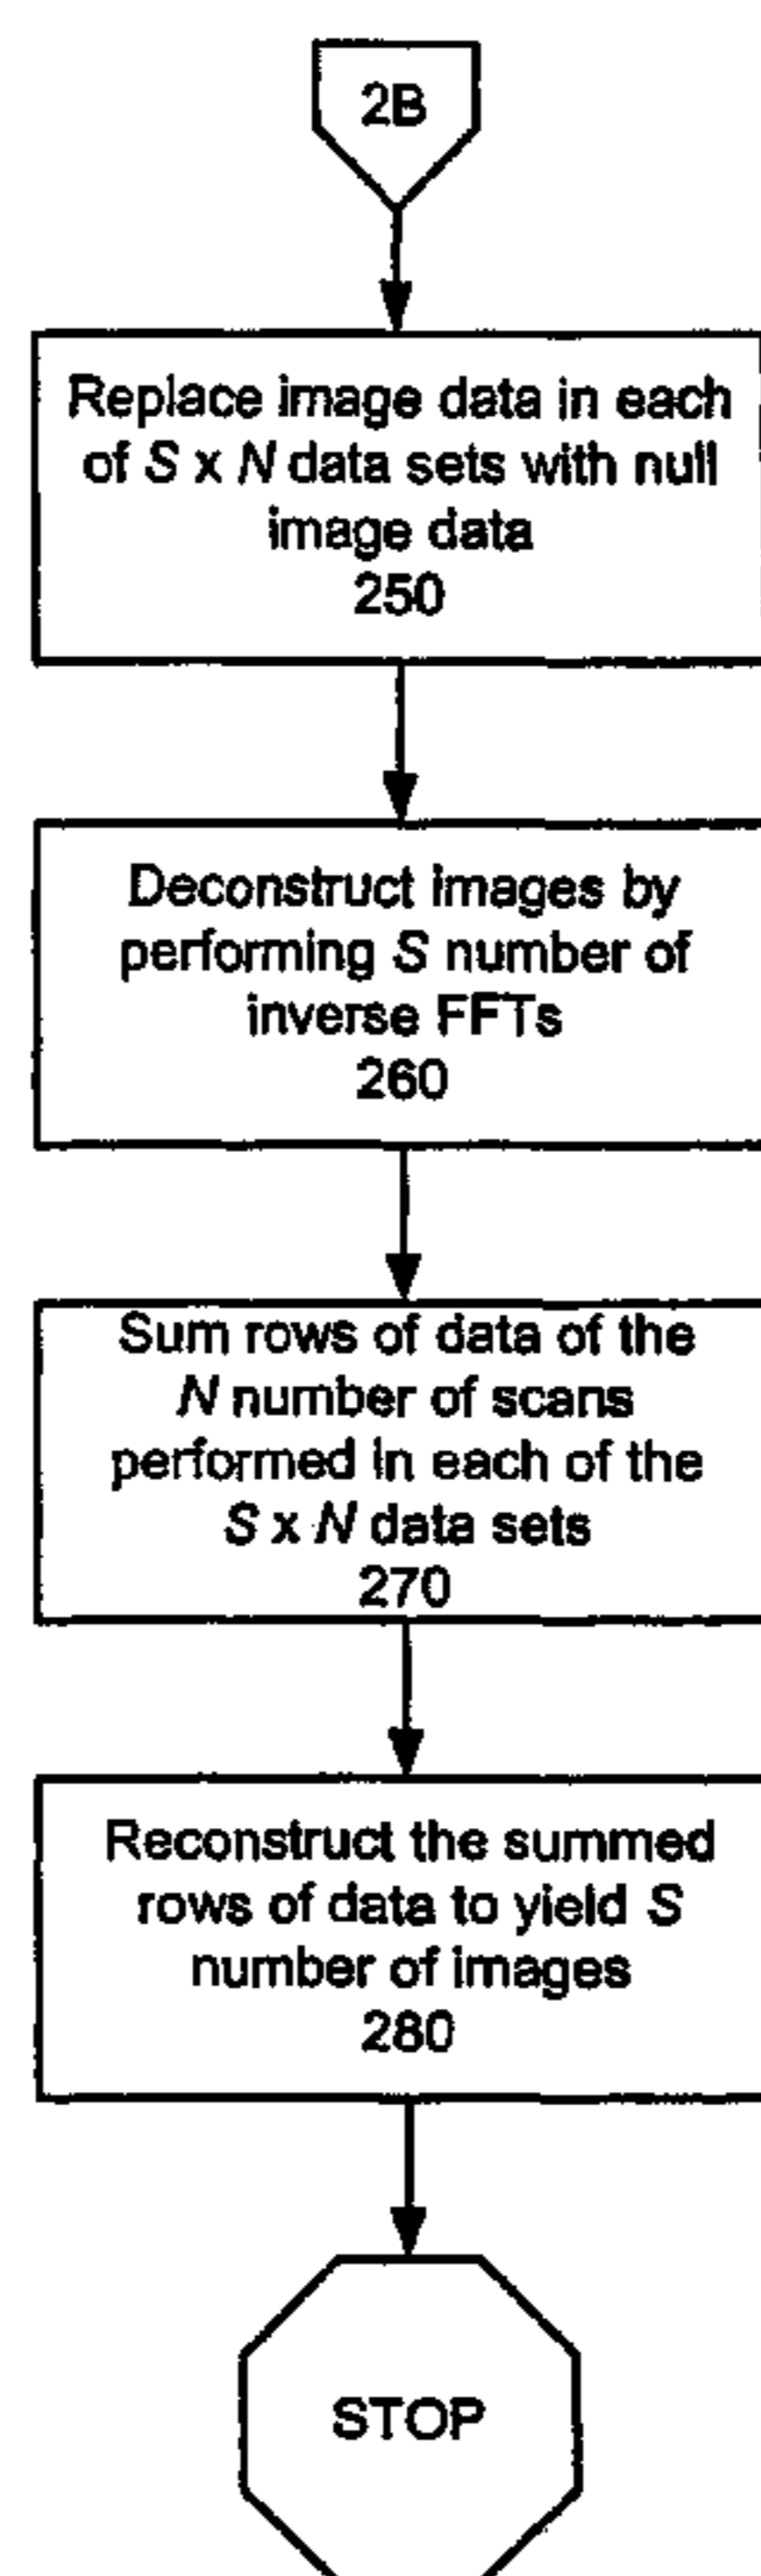 2B
Replace image data in each
of S x N data sets with null
image data
250
Deconstruct images by
performing S number of
inverse FFTs
260
Sum rows of data of the
N number of scans
performed in each of the
S x N data sets
270
Reconstruct the summed
rows of data to yield S
number of images
280
STOP